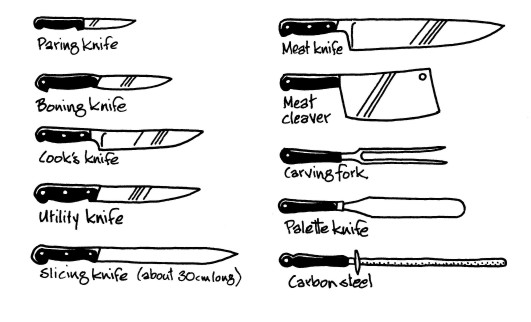 Paring knife
Boning knife
Cook's knife
Utility knife
Slicing knife (about 30cm long)
Meat knife
Meat
cleaver
Carving fork
Palette knife
Carbon steel